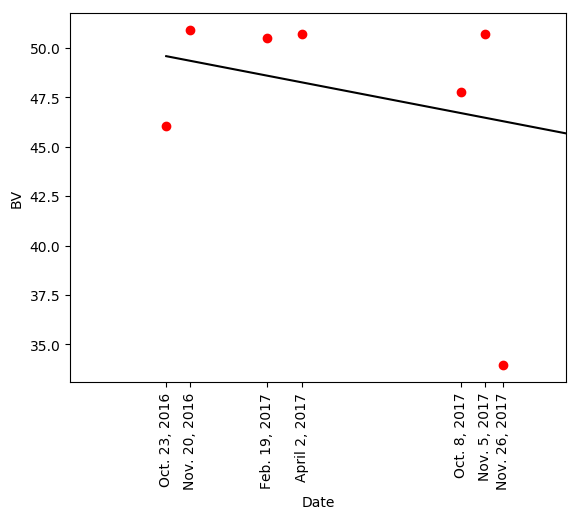 50.0
47.5
45.0
42.5
40.0
37.5
35.0
BV
Oct. 23, 2016
Nov. 20, 2016
Feb. 19, 2017
April 2, 2017
Oct. 8, 2017
Nov. 5, 2017
Nov. 26, 2017
Date